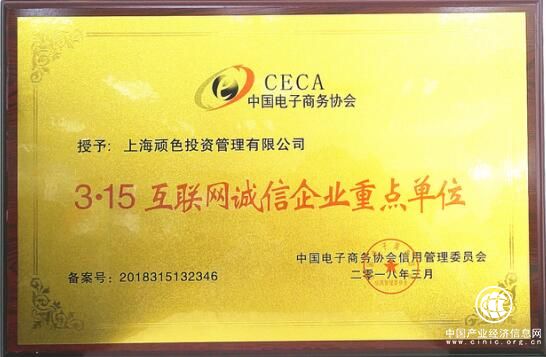 CECA
中国电子商务协会
授予: 上海顽色投资管理有限公司
3·15 互联网诚信企业重点单位
中国电子商务协会信用管理委员会
二零一八年三月
备案号: 2018315132346
中国产业经济信息网
www.cinic.org.cn